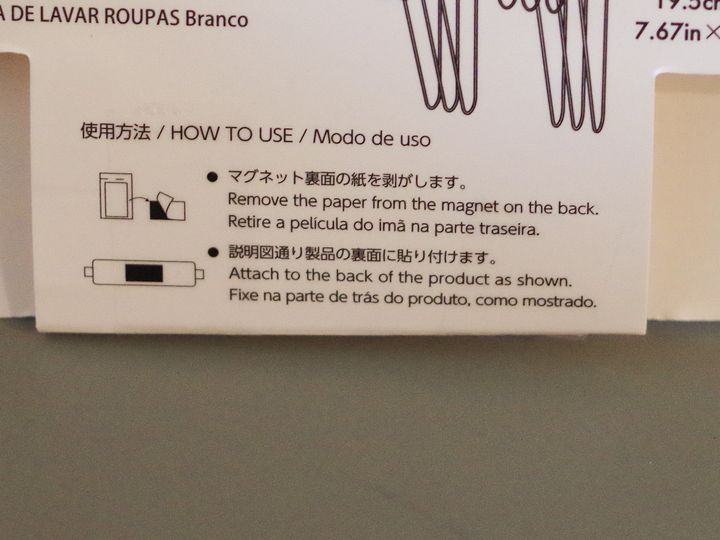 A DE LAVAR ROUPAS Branco
7.67in×
使用方法 / HOW TO USE / Modo de uso
● マグネット裏面の紙を剥がします。
Remove the paper from the magnet on the back.
Retire a película do imã na parte traseira.
● 説明図通り製品の裏面に貼り付けます。
Attach to the back of the product as shown.
Fixe na parte de trás do produto, como mostrado.